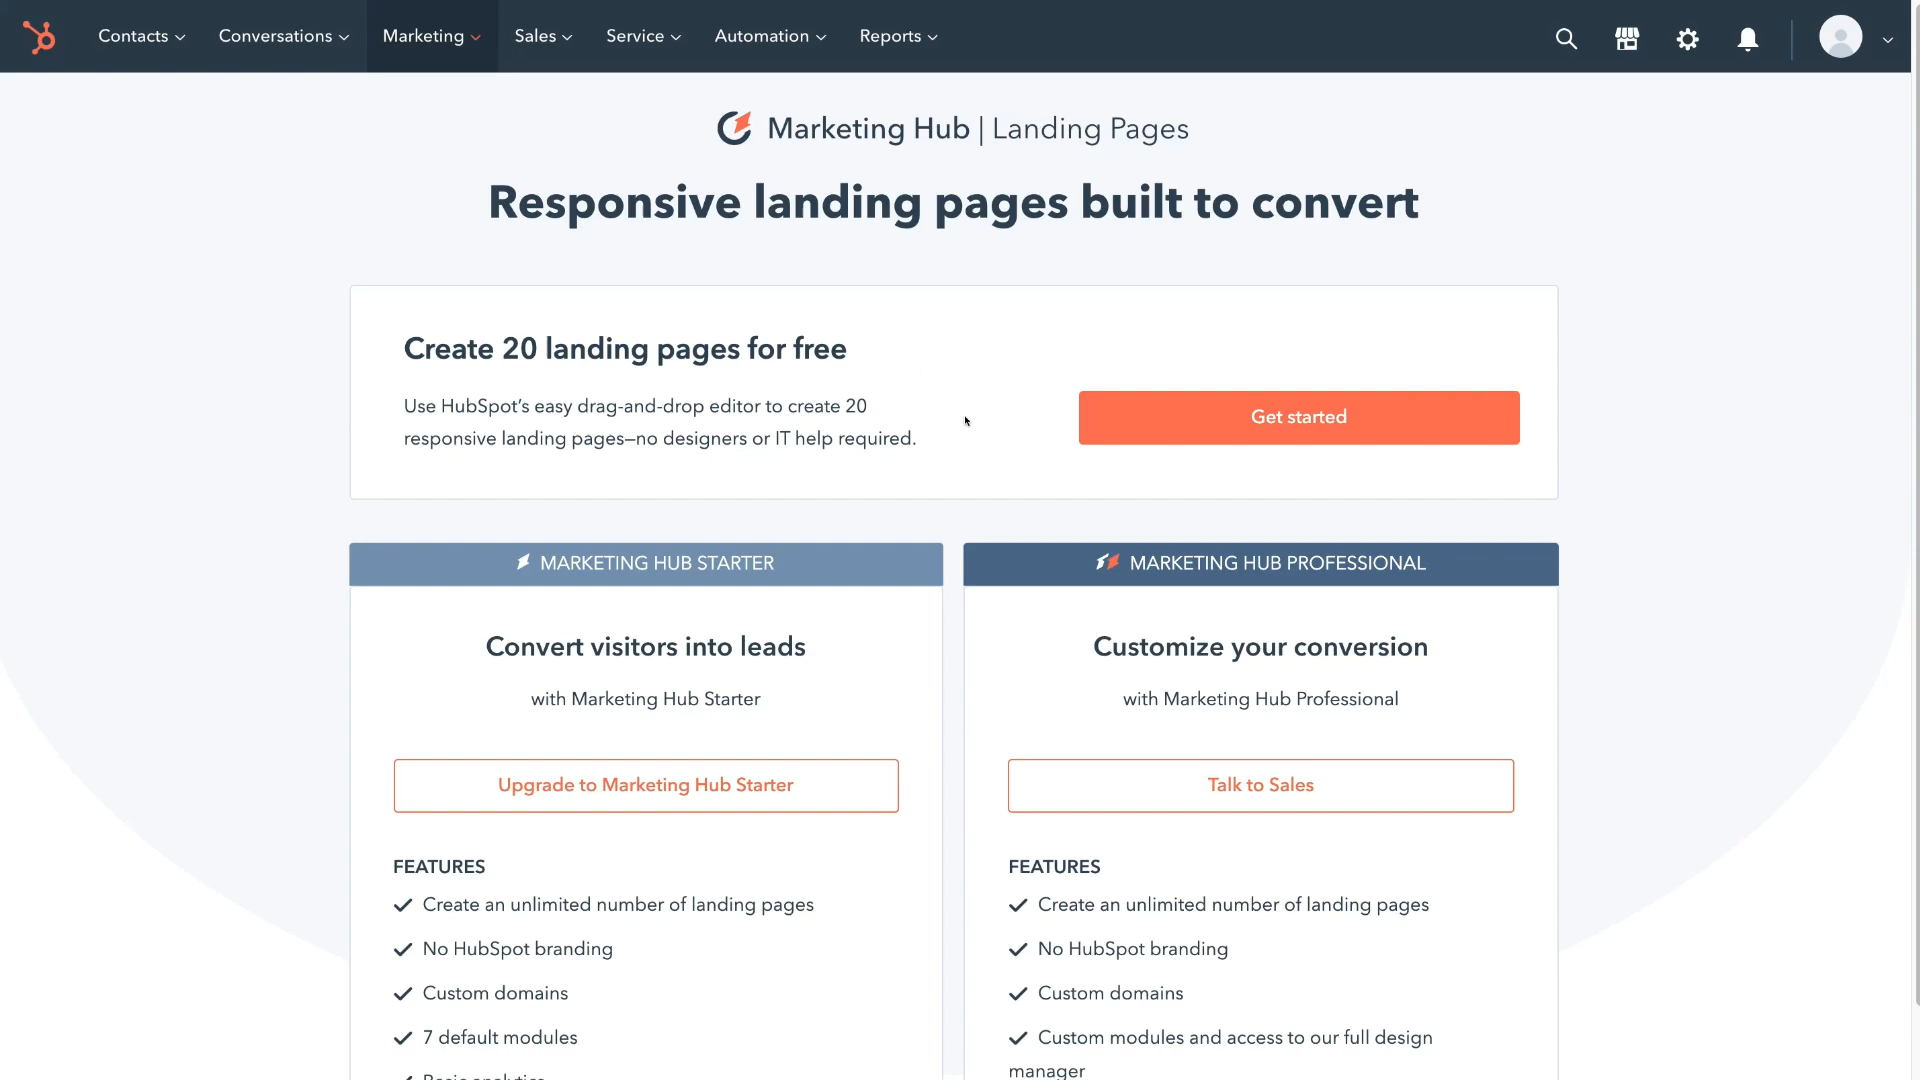 Contacts
Conversations
Marketing
Sales
Service
Automation
Reports
Marketing Hub | Landing Pages
Responsive landing pages built to convert
Create 20 landing pages for free
Use HubSpot's easy drag-and-drop editor to create 20
responsive landing pages—no designers or IT help required.
Get started
MARKETING HUB STARTER
Convert visitors into leads
with Marketing Hub Starter
Upgrade to Marketing Hub Starter
FEATURES
Create an unlimited number of landing pages
No HubSpot branding
Custom domains
7 default modules
MARKETING HUB PROFESSIONAL
Customize your conversion
with Marketing Hub Professional
Talk to Sales
FEATURES
Create an unlimited number of landing pages
No HubSpot branding
Custom domains
Custom modules and access to our full design
manager